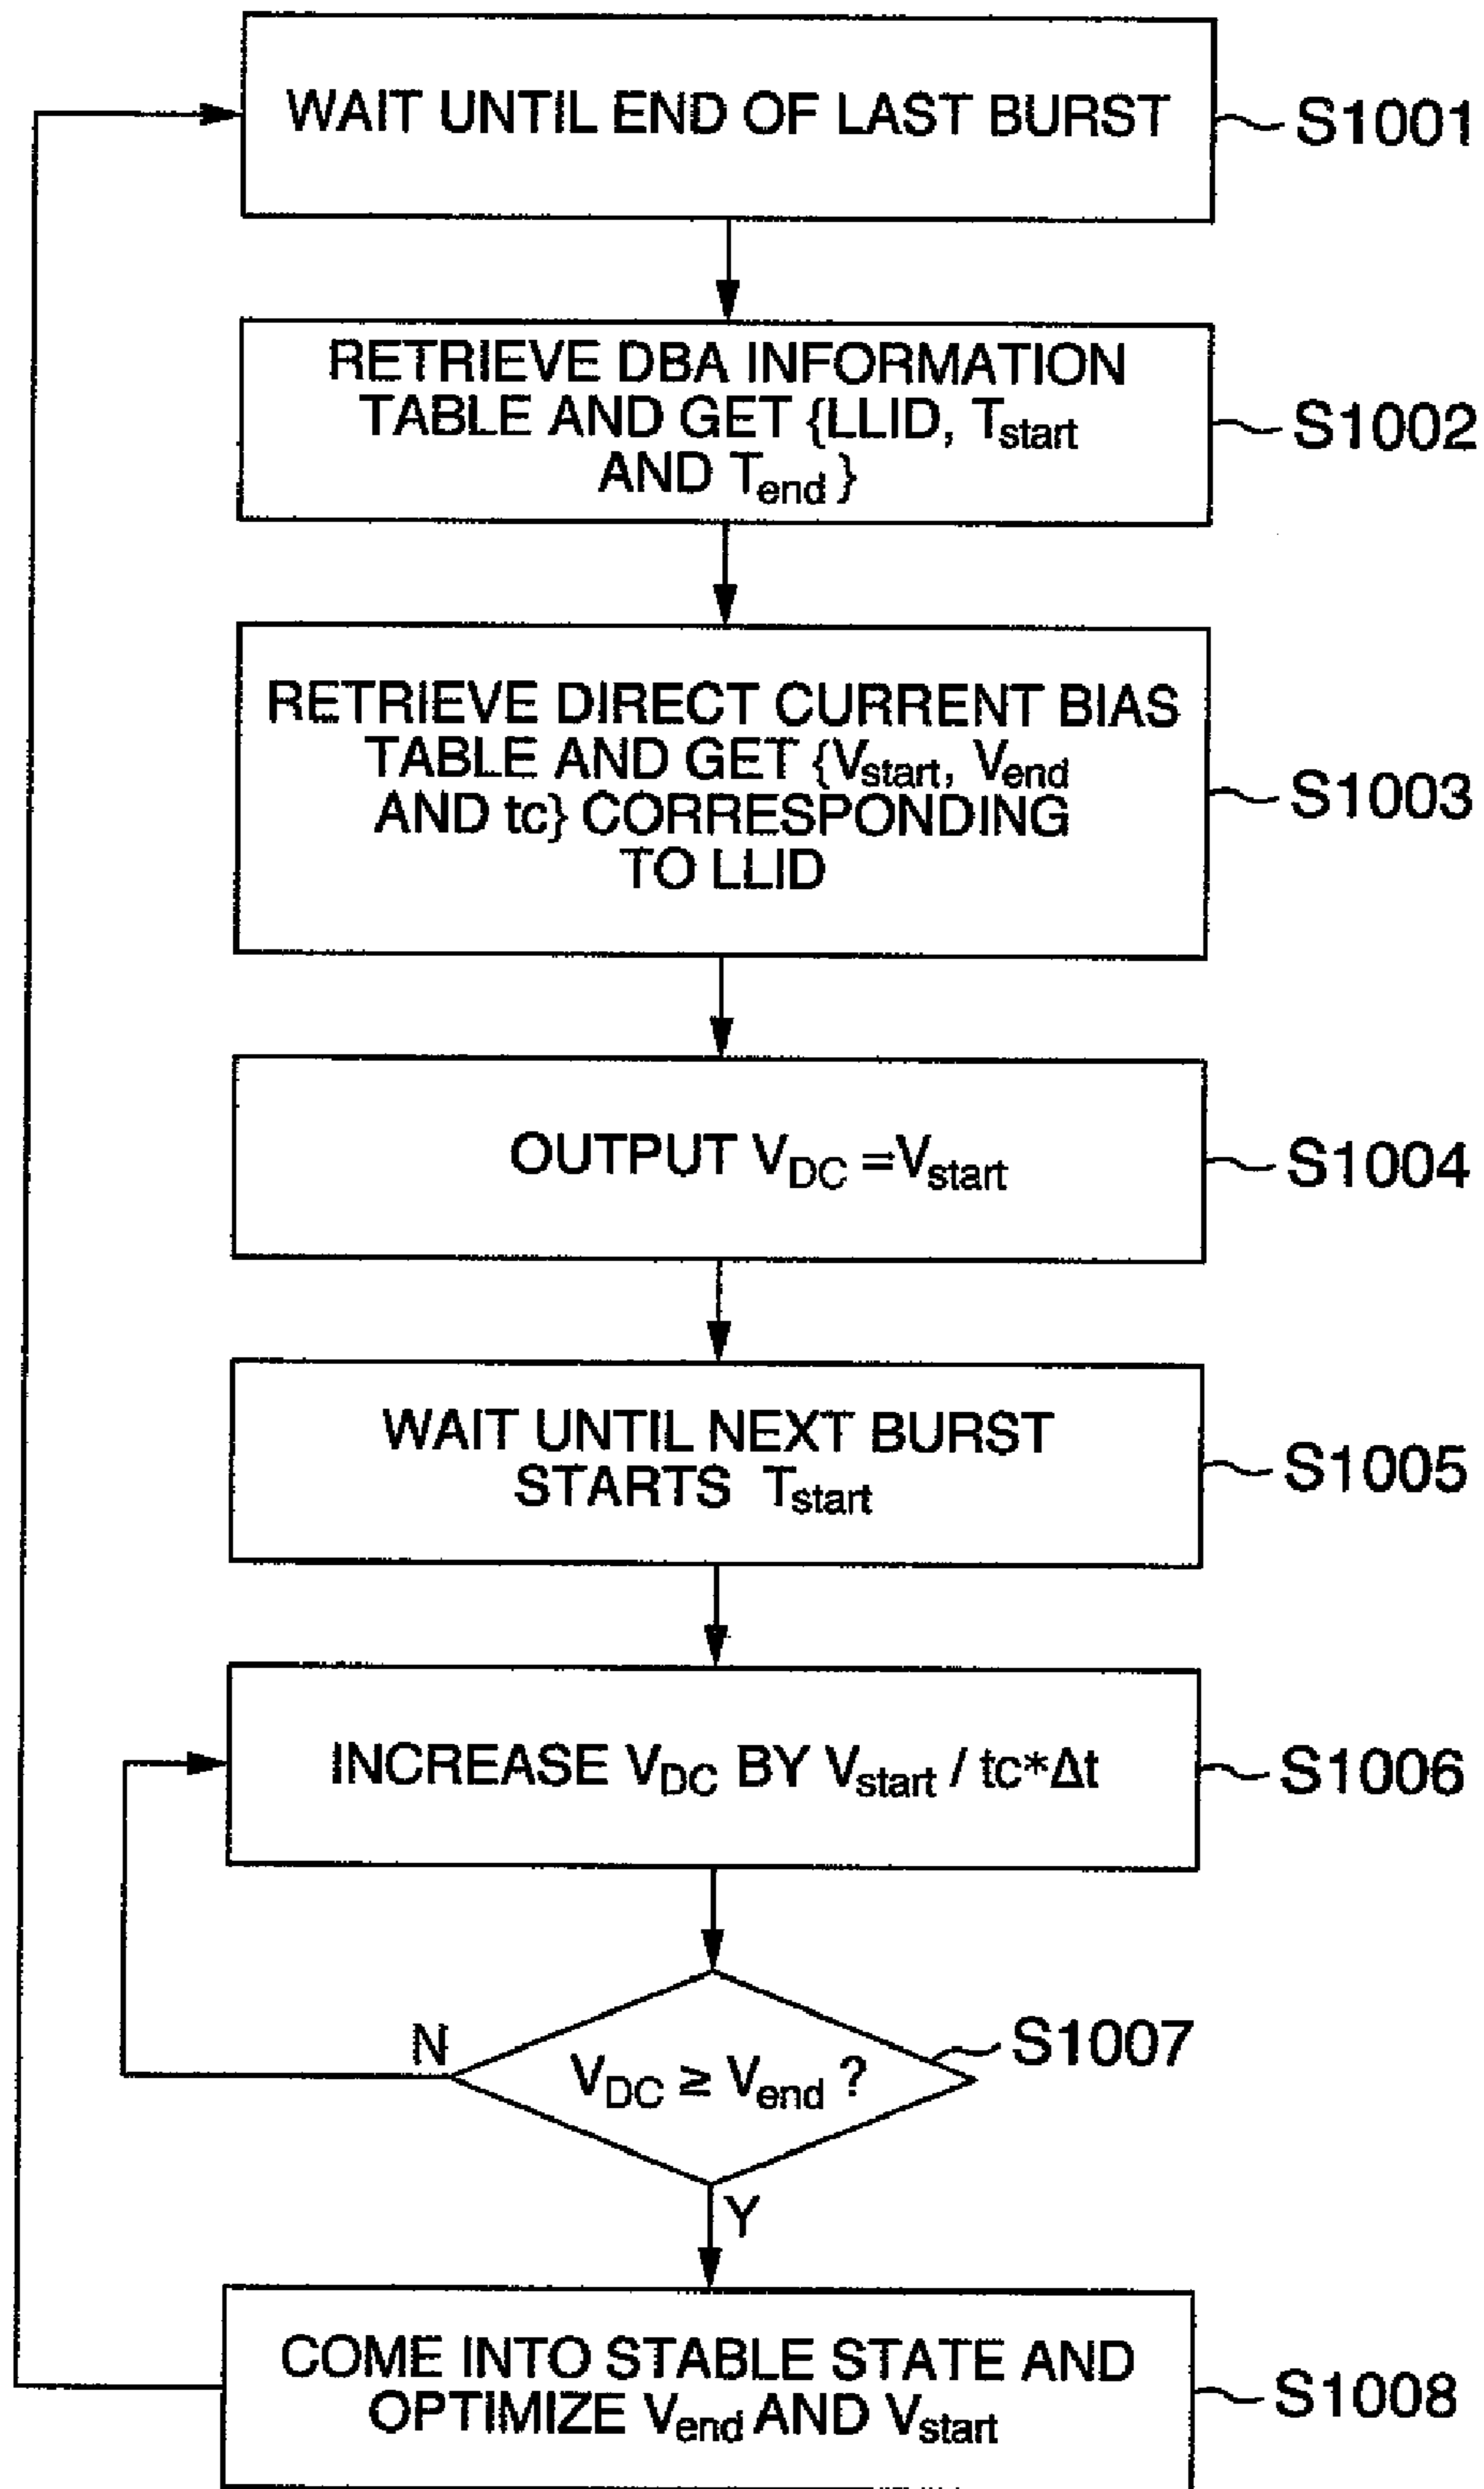 WAIT UNTIL END OF LAST BURST
S1001
RETRIEVE DBA INFORMATION
TABLE AND GET {LLID, Tstart
AND Tend }
S1002
RETRIEVE DIRECT CURRENT BIAS
TABLE AND GET {Vstart, Vend
AND tc} CORRESPONDING
TO LLID
S1003
OUTPUT VDC =Vstart
S1004
WAIT UNTIL NEXT BURST
STARTS Tstart
S1005
INCREASE VDC BY Vstart / tc*Δt
S1006
VDC ≥ Vend ?
S1007
N
Y
COME INTO STABLE STATE AND
OPTIMIZE Vend AND Vstart
S1008